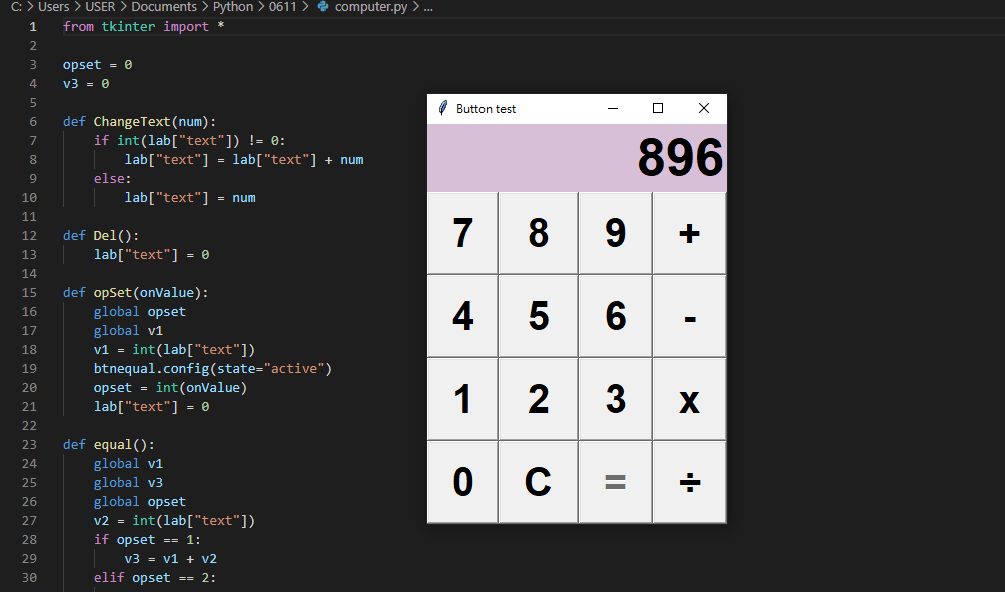 C: > Users > USER > Documents > Python > 0611 > computer.py > ...
1 from tkinter import *
2
3 opset = 0
4 v3 = 0
5
6 def ChangeText(num):
7     if int(lab["text"]) != 0:
8         lab["text"] = lab["text"] + num
9     else:
10         lab["text"] = num
11
12 def Del():
13     lab["text"] = 0
14
15 def opSet(onValue):
16     global opset
17     global v1
18     v1 = int(lab["text"])
19     btnequal.config(state="active")
20     opset = int(onValue)
21     lab["text"] = 0
22
23 def equal():
24     global v1
25     global v3
26     global opset
27     v2 = int(lab["text"])
28     if opset == 1:
29         v3 = v1 + v2
30     elif opset == 2:
Button test
896
7 8 9 +
4 5 6 -
1 2 3 x
0 C = ÷